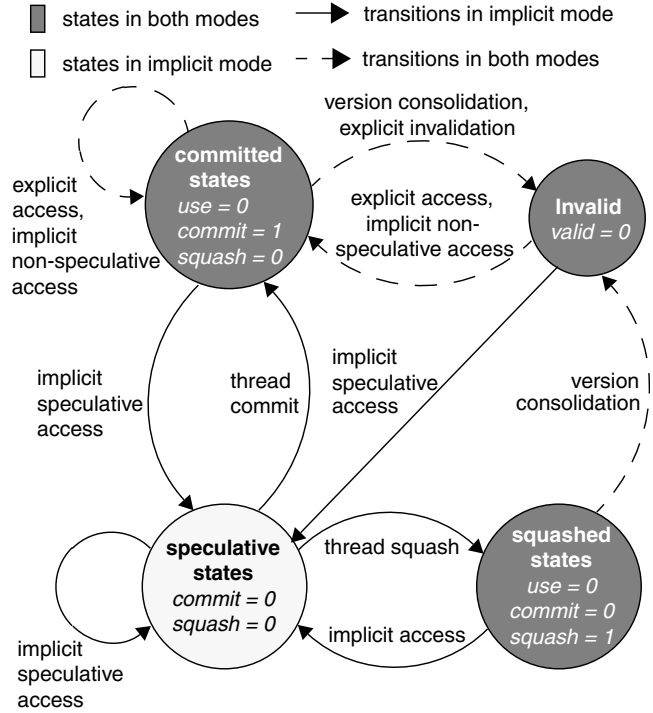 states in both modes
transitions in implicit mode
states in implicit mode
transitions in both modes
version consolidation,
explicit invalidation
committed
states
use = 0
commit = 1
squash = 0
Invalid
valid = 0
explicit
access,
implicit
non-speculative
access
explicit access,
implicit non-
speculative access
implicit
speculative
access
thread
commit
implicit
speculative
access
version
consolidation
speculative
states
commit = 0
squash = 0
thread squash
squashed
states
use = 0
commit = 0
squash = 1
implicit access
implicit
speculative
access